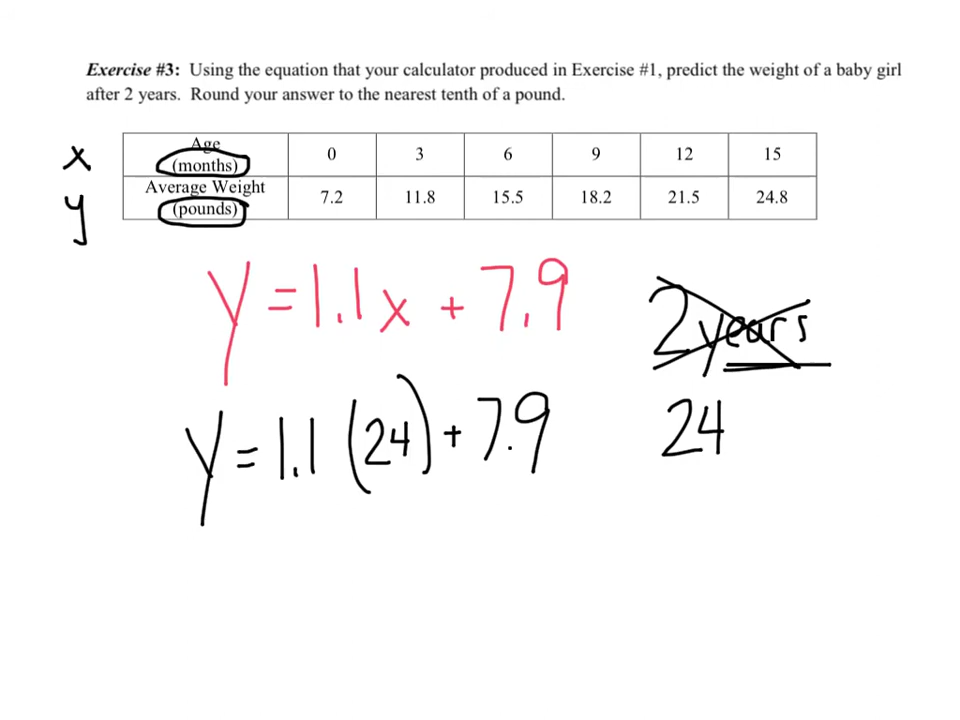 Exercise #3: Using the equation that your calculator produced in Exercise #1, predict the weight of a baby girl
after 2 years. Round your answer to the nearest tenth of a pound.
x Age (months) 0 3 6 9 12 15
y Average Weight (pounds) 7.2 11.8 15.5 18.2 21.5 24.8
y = 1.1x + 7.9
2 years
y = 1.1 (24) + 7.9
24